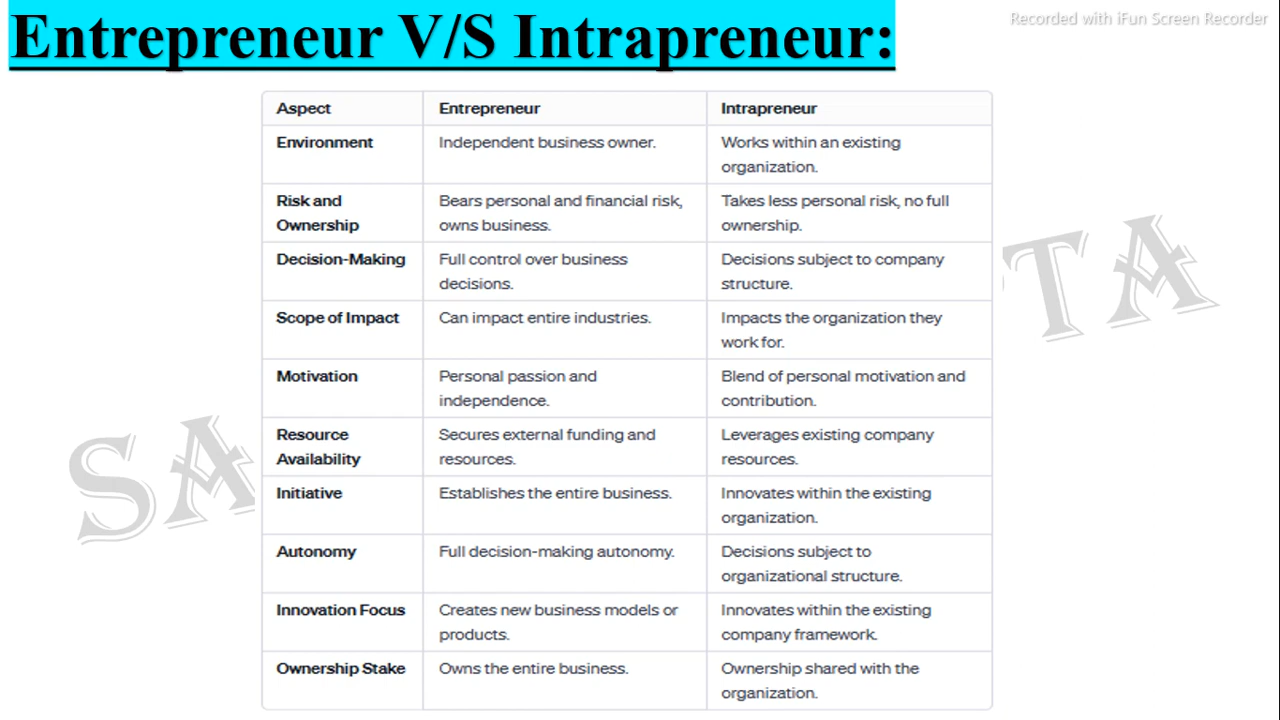 Entrepreneur V/S Intrapreneur:
Recorded with iFun Screen Recorder
Aspect Entrepreneur Intrapreneur
Environment Independent business owner. Works within an existing
organization.
Risk and Bears personal and financial risk, Takes less personal risk, no full
Ownership owns business. ownership.
Decision-Making Full control over business Decisions subject to company
decisions. structure.
Scope of Impact Can impact entire industries. Impacts the organization they
work for.
Motivation Personal passion and Blend of personal motivation and
independence. contribution.
Resource Secures external funding and Leverages existing company
Availability resources. resources.
Initiative Establishes the entire business. Innovates within the existing
organization.
Autonomy Full decision-making autonomy. Decisions subject to
organizational structure.
Innovation Focus Creates new business models or Innovates within the existing
products. company framework.
Ownership Stake Owns the entire business. Ownership shared with the
organization.